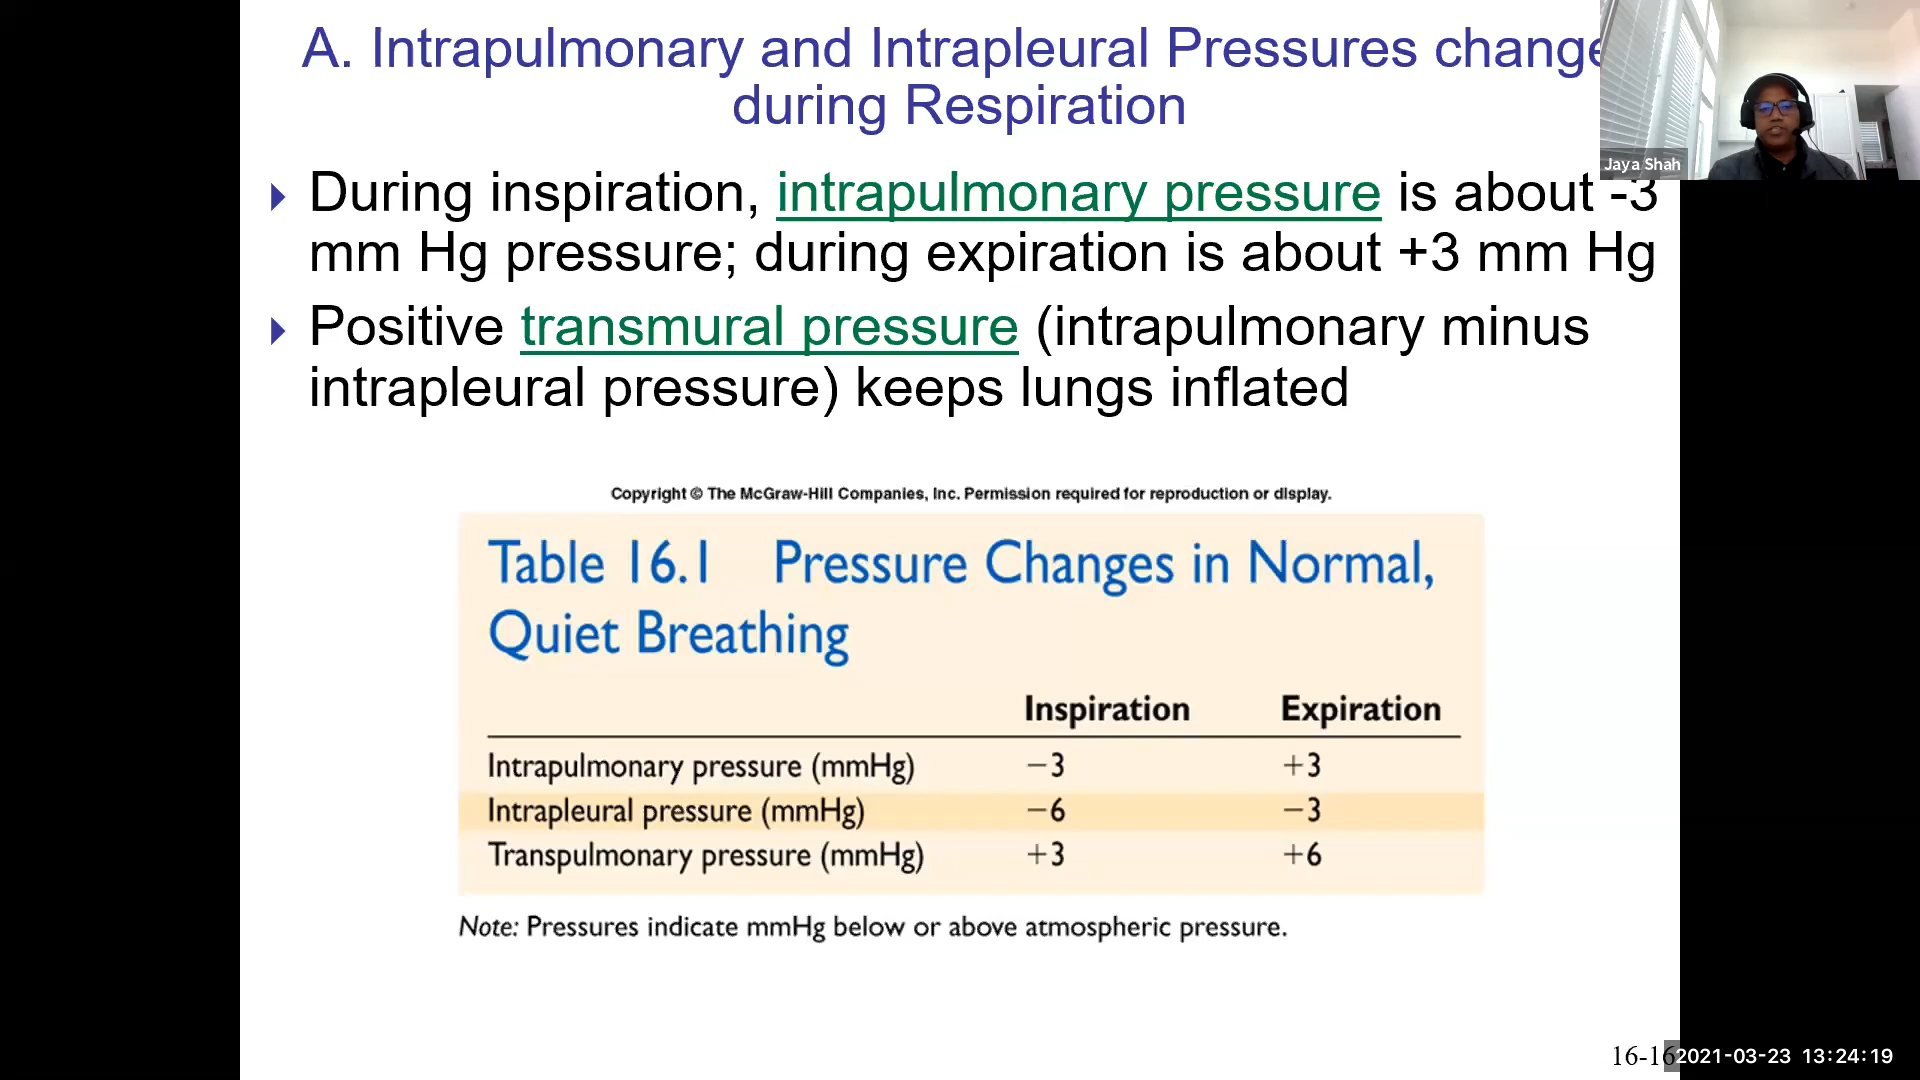 A. Intrapulmonary and Intrapleural Pressures change
during Respiration
Jaya Shah
During inspiration, intrapulmonary pressure is about -3
mm Hg pressure; during expiration is about +3 mm Hg
Positive transmural pressure (intrapulmonary minus
intrapleural pressure) keeps lungs inflated
Copyright © The McGraw-Hill Companies, Inc. Permission required for reproduction or display.
Table 16.1 Pressure Changes in Normal,
Quiet Breathing
Inspiration Expiration
Intrapulmonary pressure (mmHg) −3 +3
Intrapleural pressure (mmHg) −6 −3
Transpulmonary pressure (mmHg) +3 +6
Note: Pressures indicate mmHg below or above atmospheric pressure.
16-16
2021-03-23 13:24:19